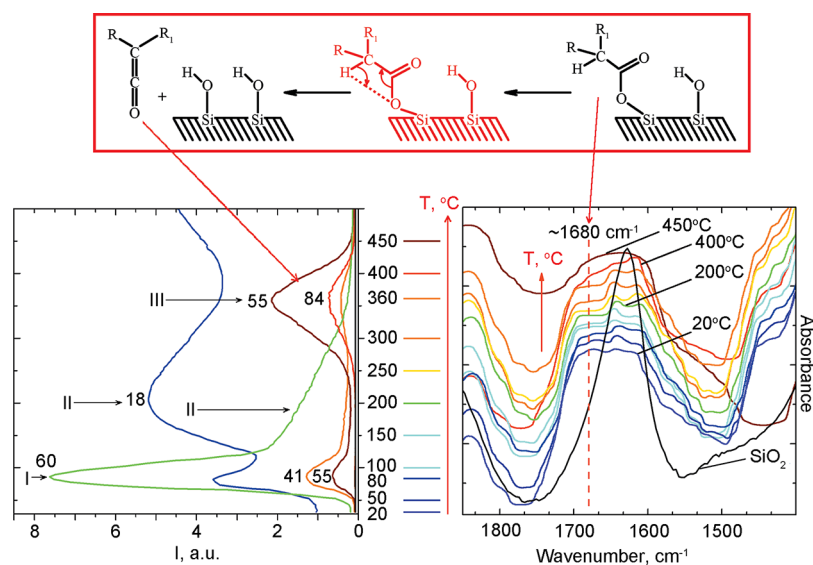 R
R₁
C
C
O
+
H
O
Si
H
O
Si
R
R₁
C
H
C
O
O
Si
H
O
Si
R
R₁
C
H
C
O
O
Si
H
O
Si
T, °C
~1680 cm⁻¹
450°C
400°C
200°C
20°C
T, °C
SiO₂
III
55
84
II
18
II
60
I
41
55
450
400
360
300
250
200
150
100
80
50
20
8
6
4
2
0
I, a.u.
1800
1700
1600
1500
Wavenumber, cm⁻¹
Absorbance